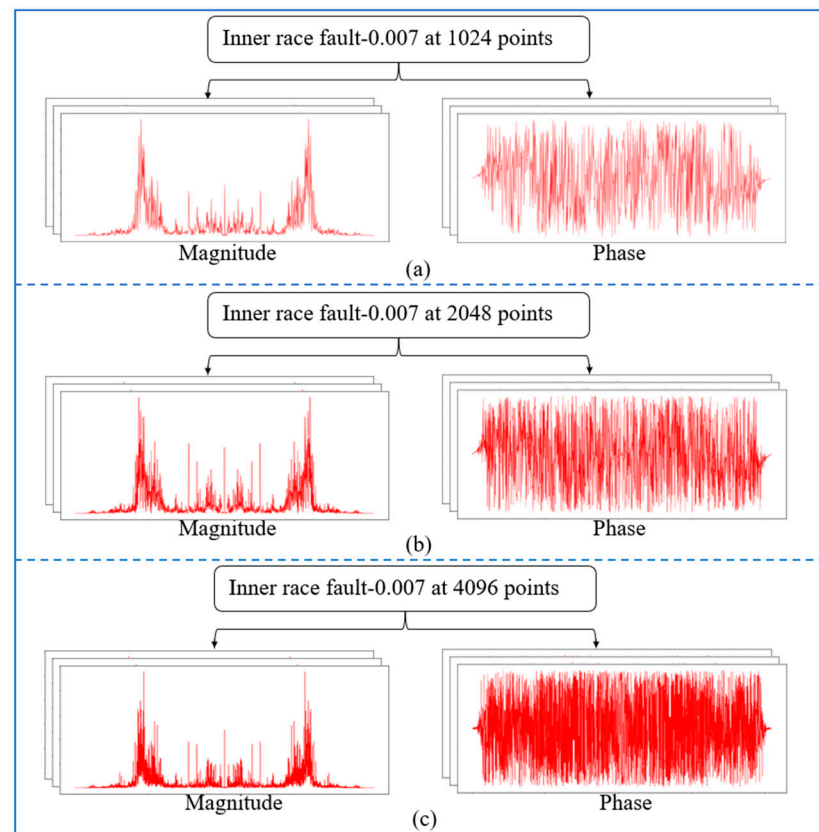 Inner race fault-0.007 at 1024 points
Magnitude
Phase
(a)
Inner race fault-0.007 at 2048 points
Magnitude
Phase
(b)
Inner race fault-0.007 at 4096 points
Magnitude
Phase
(c)